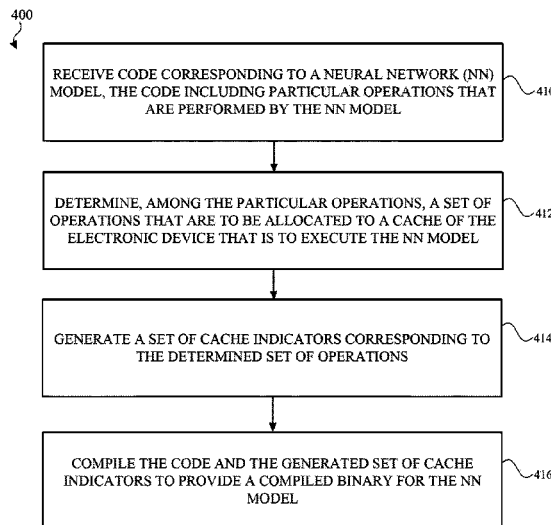 400
RECEIVE CODE CORRESPONDING TO A NEURAL NETWORK (NN)
MODEL, THE CODE INCLUDING PARTICULAR OPERATIONS THAT
ARE PERFORMED BY THE NN MODEL
410
DETERMINE, AMONG THE PARTICULAR OPERATIONS, A SET OF
OPERATIONS THAT ARE TO BE ALLOCATED TO A CACHE OF THE
ELECTRONIC DEVICE THAT IS TO EXECUTE THE NN MODEL
412
GENERATE A SET OF CACHE INDICATORS CORRESPONDING TO
THE DETERMINED SET OF OPERATIONS
414
COMPILE THE CODE AND THE GENERATED SET OF CACHE
INDICATORS TO PROVIDE A COMPILED BINARY FOR THE NN
MODEL
416